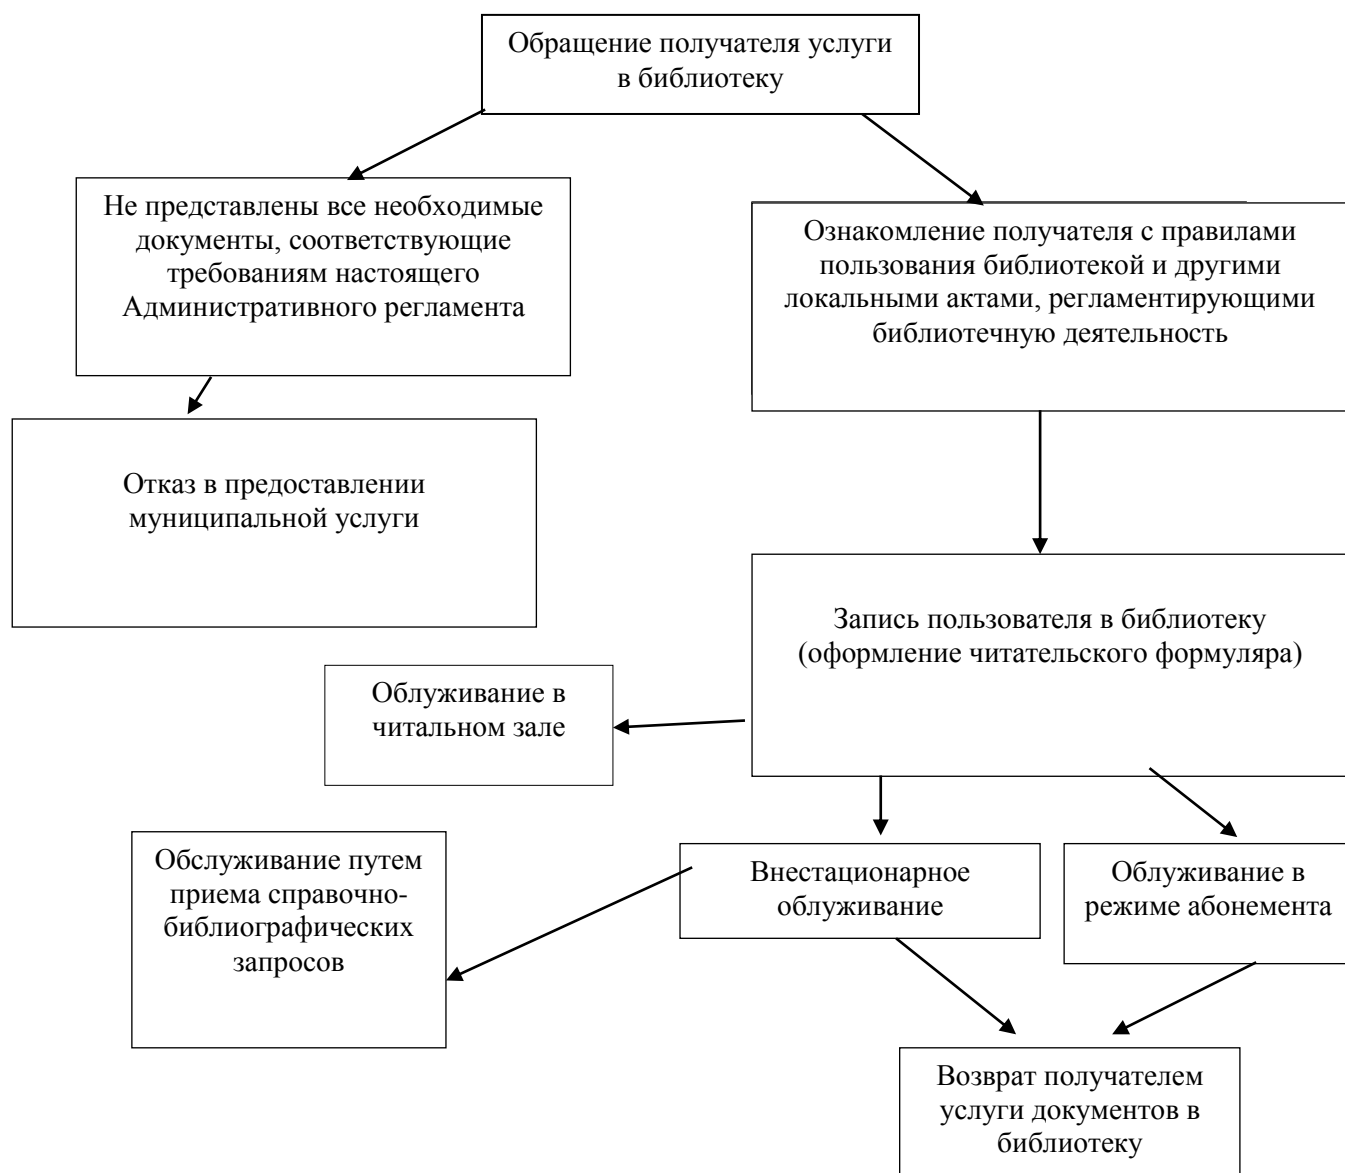 Обращение получателя услуги
в библиотеку
Не представлены все необходимые
документы, соответствующие
требованиям настоящего
Административного регламента
Ознакомление получателя с правилами
пользования библиотекой и другими
локальными актами, регламентирующими
библиотечную деятельность
Отказ в предоставлении
муниципальной услуги
Запись пользователя в библиотеку
(оформление читательского формуляра)
Облуживание в
читальном зале
Обслуживание путем
приема справочно-
библиографических
запросов
Внестационарное
облуживание
Облуживание в
режиме абонемента
Возврат получателем
услуги документов в
библиотеку